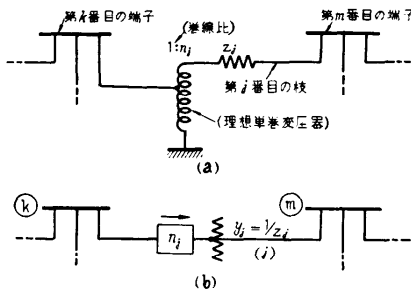 第k番目の端子
(巻線比)
1:nj
zj
第m番目の端子
第j番目の枝
(理想単巻変圧器)
(a)
k
nj
yj=1/zj
(j)
m
(b)